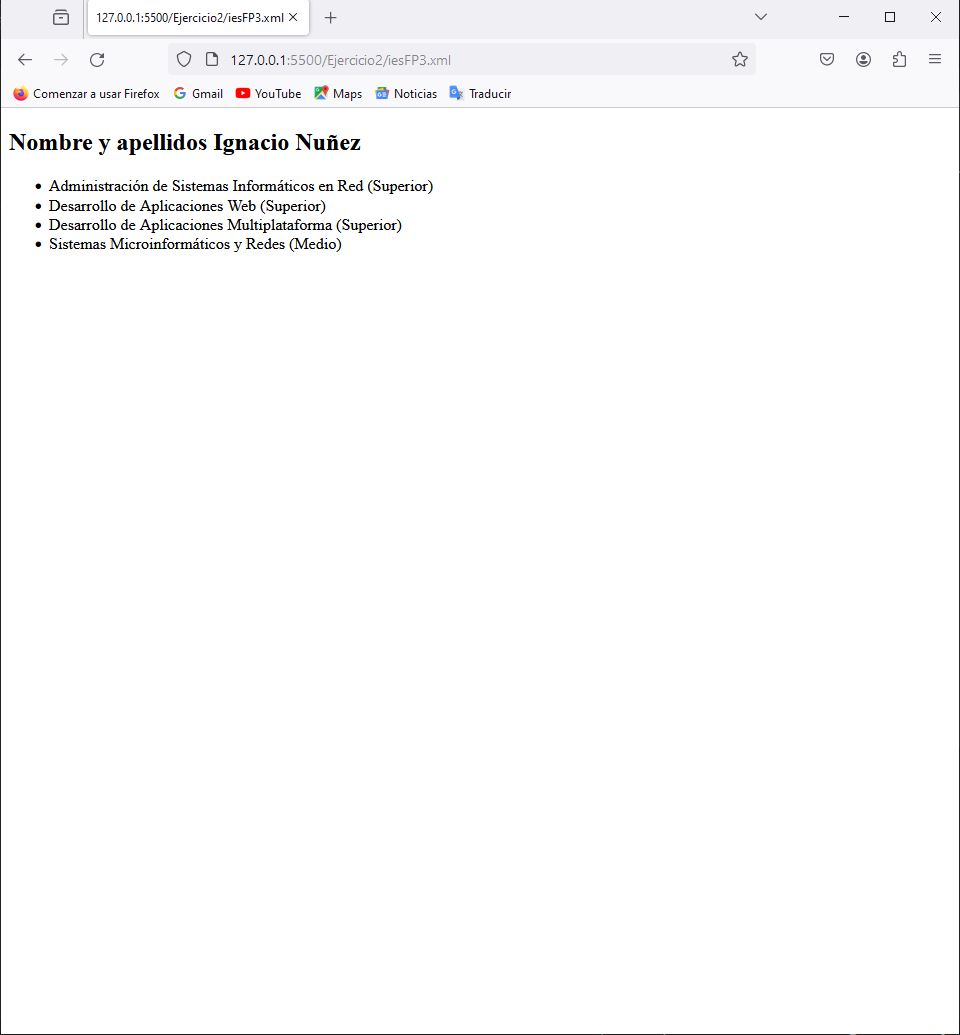 127.0.0.1:5500/Ejercicio2/iesFP3.xml
127.0.0.1:5500/Ejercicio2/iesFP3.xml
Comenzar a usar Firefox Gmail YouTube Maps Noticias Traducir
Nombre y apellidos Ignacio Nuñez
Administración de Sistemas Informáticos en Red (Superior)
Desarrollo de Aplicaciones Web (Superior)
Desarrollo de Aplicaciones Multiplataforma (Superior)
Sistemas Microinformáticos y Redes (Medio)